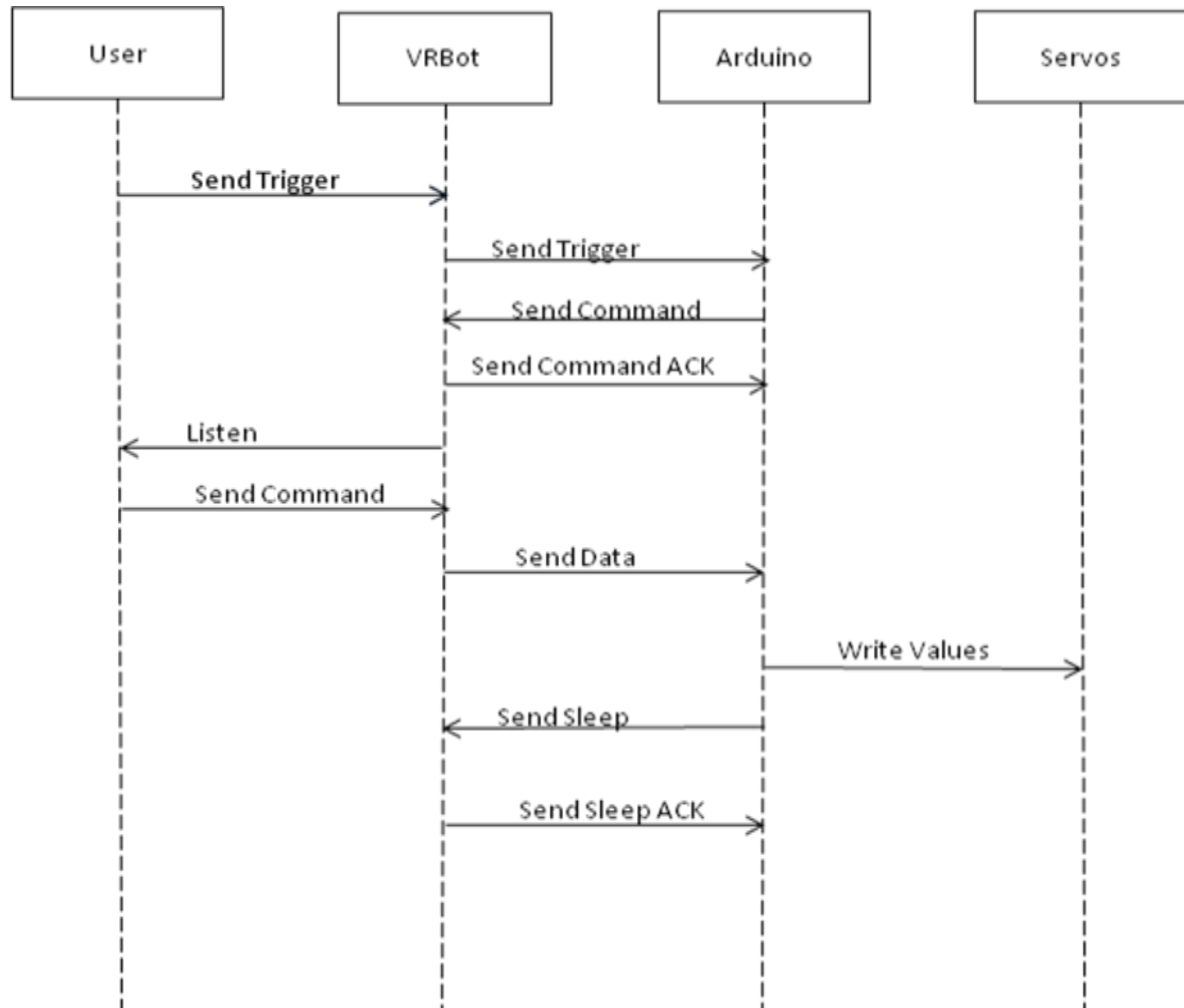 User
VRBot
Arduino
Servos
Send Trigger
Send Trigger
Send Command
Send Command ACK
Listen
Send Command
Send Data
Write Values
Send Sleep
Send Sleep ACK